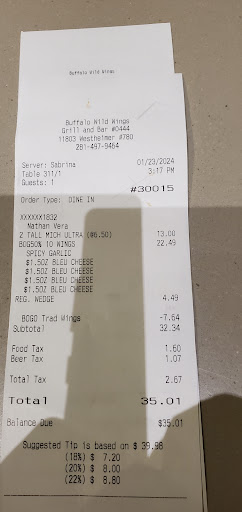 Buffalo Wild Wings
Buffalo Wild Wings
Grill and Bar #0444
11803 Westheimer #780
281-497-9464
Server: Sabrina 01/23/2024
Table 311/1 3:17 PM
Guests: 1
#30015
Order Type: DINE IN
XXXXXX1832
Nathan Vera
2 TALL MICH ULTRA (@6.50) 13.00
BOGO50% 10 WINGS 22.49
SPICY GARLIC
$1.5OZ BLEU CHEESE
$1.5OZ BLEU CHEESE
$1.5OZ BLEU CHEESE
$1.5OZ BLEU CHEESE
REG. WEDGE 4.49
BOGO Trad Wings -7.64
Subtotal 32.34
Food Tax 1.60
Beer Tax 1.07
Total Tax 2.67
Total 35.01
Balance Due $35.01
Suggested Tip is based on $ 39.98
(18%) $ 7.20
(20%) $ 8.00
(22%) $ 8.80